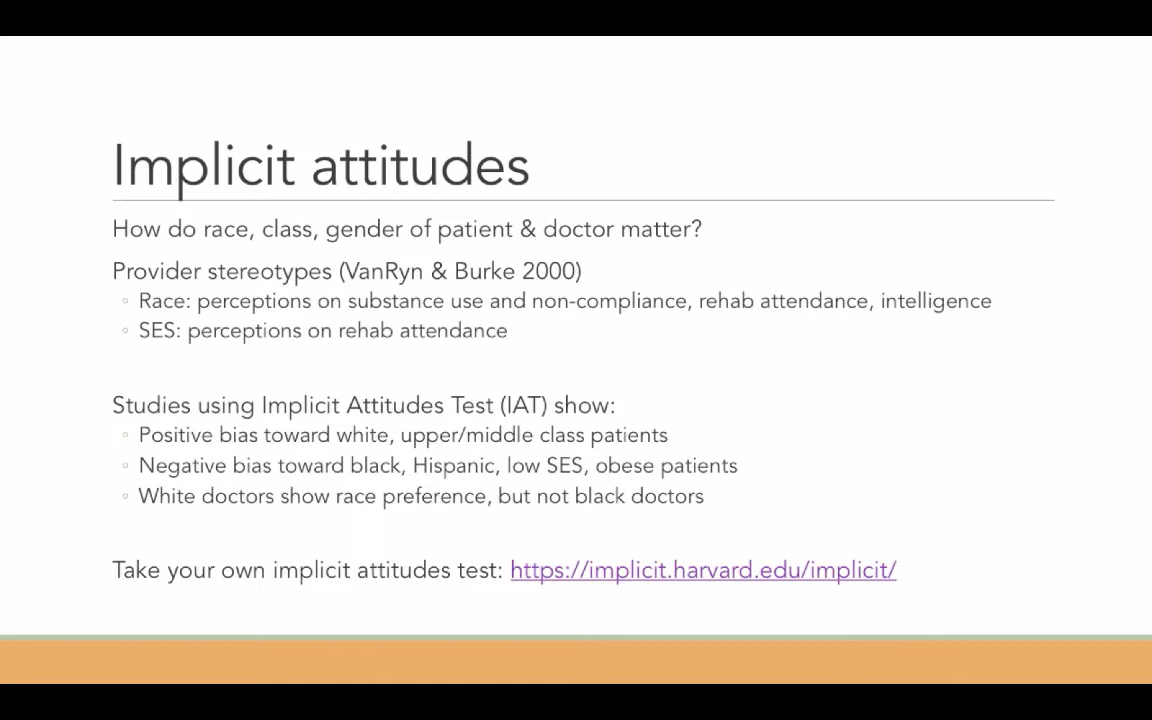 Implicit attitudes
How do race, class, gender of patient & doctor matter?
Provider stereotypes (VanRyn & Burke 2000)
◦ Race: perceptions on substance use and non-compliance, rehab attendance, intelligence
◦ SES: perceptions on rehab attendance
Studies using Implicit Attitudes Test (IAT) show:
◦ Positive bias toward white, upper/middle class patients
◦ Negative bias toward black, Hispanic, low SES, obese patients
◦ White doctors show race preference, but not black doctors
Take your own implicit attitudes test: https://implicit.harvard.edu/implicit/